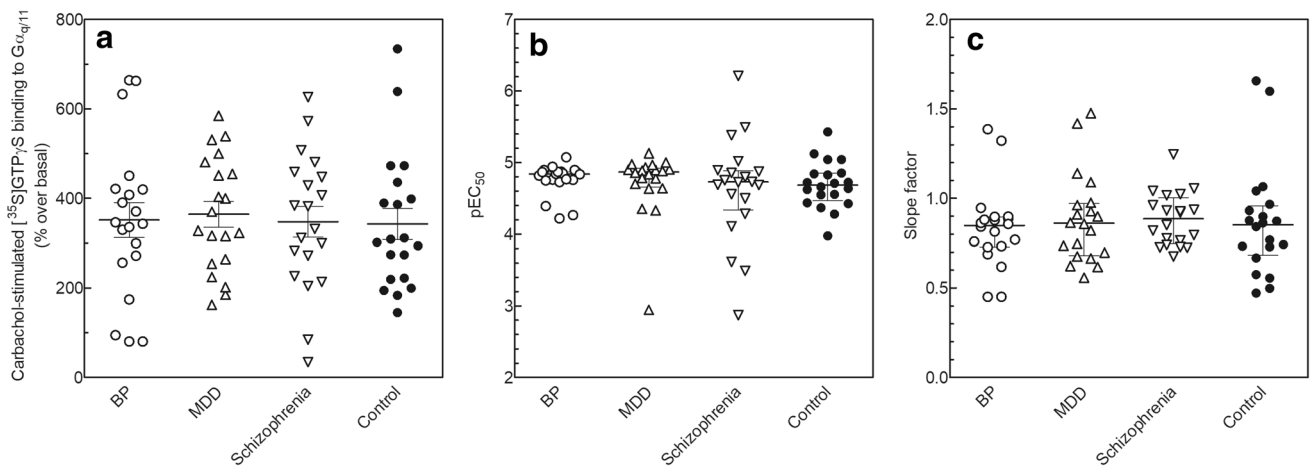 Carbachol-stimulated [³⁵S]GTPγS binding to Gα q/11
(% over basal)
a
800
600
400
200
0
BP
MDD
Schizophrenia
Control
pEC₅₀
b
7
6
5
4
3
2
BP
MDD
Schizophrenia
Control
Slope factor
c
2.0
1.5
1.0
0.5
0.0
BP
MDD
Schizophrenia
Control